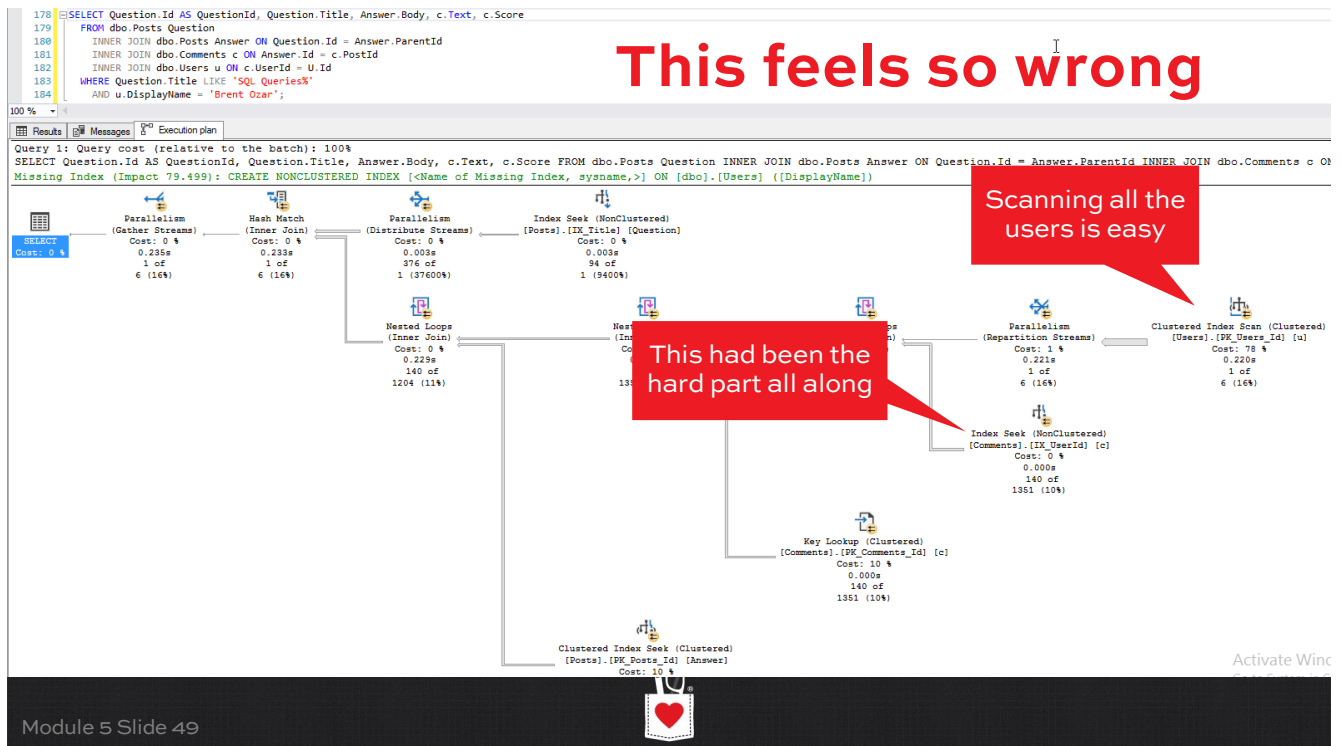 178 SELECT Question.Id AS QuestionId, Question.Title, Answer.Body, c.Text, c.Score
179 FROM dbo.Posts Question
180 INNER JOIN dbo.Posts Answer ON Question.Id = Answer.ParentId
181 INNER JOIN dbo.Comments c ON Answer.Id = c.PostId
182 INNER JOIN dbo.Users u ON c.UserId = U.Id
183 WHERE Question.Title LIKE 'SQL Queries%'
184 AND u.DisplayName = 'Brent Ozar';
This feels so wrong
100 %
Results Messages Execution plan
Query 1: Query cost (relative to the batch): 100%
SELECT Question.Id AS QuestionId, Question.Title, Answer.Body, c.Text, c.Score FROM dbo.Posts Question INNER JOIN dbo.Posts Answer ON Question.Id = Answer.ParentId INNER JOIN dbo.Comments c ON
Missing Index (Impact 79.499): CREATE NONCLUSTERED INDEX [<Name of Missing Index, sysname,>] ON [dbo].[Users] ([DisplayName])
Scanning all the
users is easy
SELECT
Cost: 0 %
Parallelism
(Gather Streams)
Cost: 0 %
0.235s
1 of
6 (16%)
Hash Match
(Inner Join)
Cost: 0 %
0.233s
1 of
6 (16%)
Parallelism
(Distribute Streams)
Cost: 0 %
0.003s
376 of
1 (37600%)
Index Seek (NonClustered)
[Posts].[IX_Title] [Question]
Cost: 0 %
0.003s
94 of
1 (9400%)
Nested Loops
(Inner Join)
Cost: 0 %
0.229s
140 of
1204 (11%)
This had been the
hard part all along
Parallelism
(Repartition Streams)
Cost: 1 %
0.221s
1 of
6 (16%)
Clustered Index Scan (Clustered)
[Users].[PK_Users_Id] [u]
Cost: 78 %
0.220s
1 of
6 (16%)
Index Seek (NonClustered)
[Comments].[IX_UserId] [c]
Cost: 0 %
0.000s
140 of
1351 (10%)
Key Lookup (Clustered)
[Comments].[PK_Comments_Id] [c]
Cost: 10 %
0.000s
140 of
1351 (10%)
Clustered Index Seek (Clustered)
[Posts].[PK_Posts_Id] [Answer]
Cost: 10 %
Activate Winc
Module 5 Slide 49